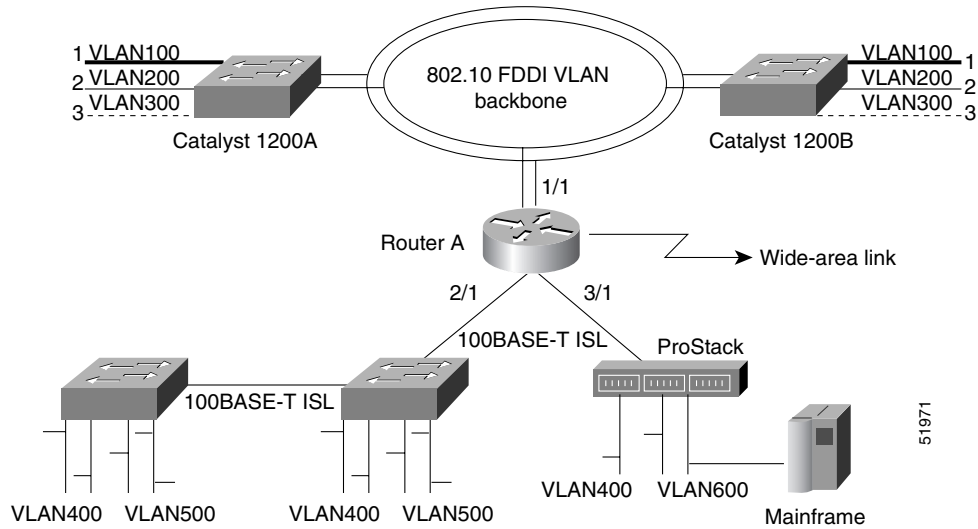 1 VLAN100
2 VLAN200
3 VLAN300
Catalyst 1200A
802.10 FDDI VLAN
backbone
VLAN100 1
VLAN200 2
VLAN300 3
Catalyst 1200B
1/1
Router A
Wide-area link
2/1
3/1
100BASE-T ISL
ProStack
100BASE-T ISL
VLAN400
VLAN500
VLAN400
VLAN500
VLAN400
VLAN600
Mainframe
51971